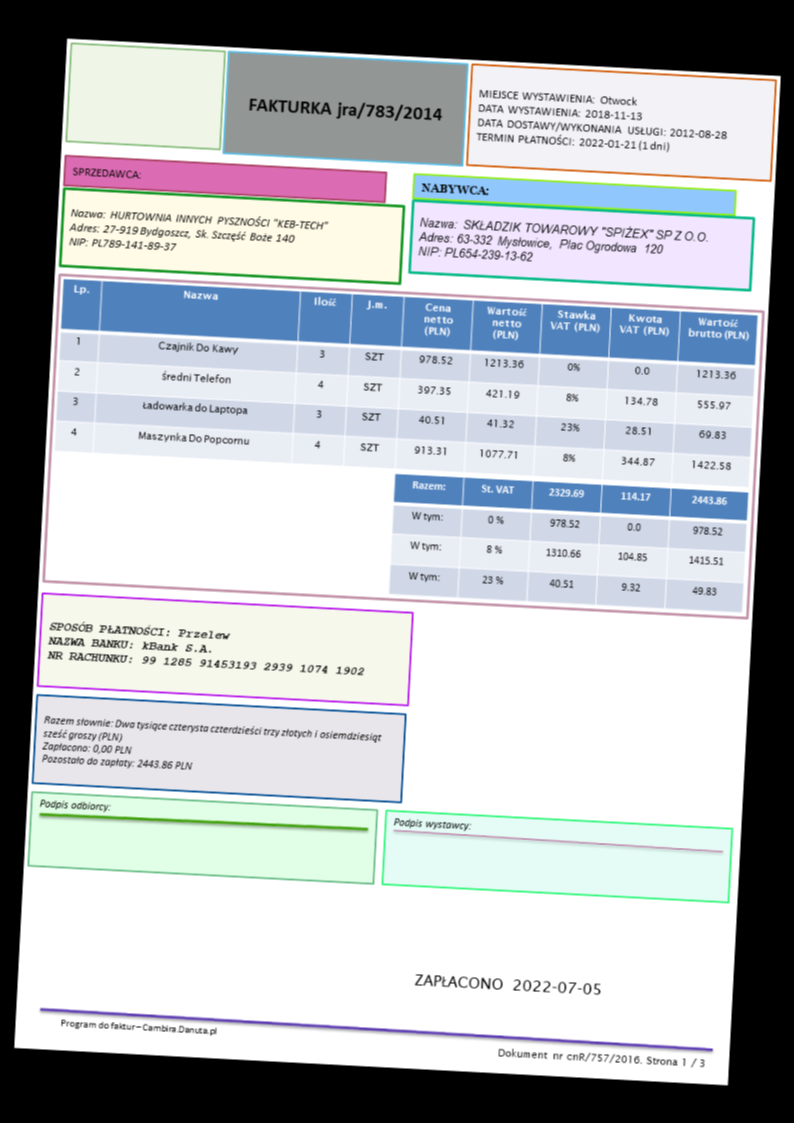 FAKTURKA jra/783/2014
MIEJSCE WYSTAWIENIA: Otwock
DATA WYSTAWIENIA: 2018-11-13
DATA DOSTAWY/WYKONANIA USŁUGI: 2012-08-28
TERMIN PŁATNOŚCI: 2022-01-21 (1 dni)
SPRZEDAWCA:
Nazwa: HURTOWNIA INNYCH PYSZNOŚCI "KEB-TECH"
Adres: 27-919 Bydgoszcz, Sk. Szczęść Boże 140
NIP: PL789-141-89-37
NABYWCA:
Nazwa: SKŁADZIK TOWAROWY "SPIŻEX" SP Z O.O.
Adres: 63-332 Mysłowice, Plac Ogrodowa 120
NIP: PL654-239-13-62
Lp. Nazwa Ilość J.m. Cena netto (PLN) Wartość netto (PLN) Stawka VAT (PLN) Kwota VAT (PLN) Wartość brutto (PLN)
1 Czajnik Do Kawy 3 SZT 978.52 1213.36 0% 0.0 1213.36
2 średni Telefon 4 SZT 397.35 421.19 8% 134.78 555.97
3 Ładowarka do Laptopa 3 SZT 40.51 41.32 23% 28.51 69.83
4 Maszynka Do Popcornu 4 SZT 913.31 1077.71 8% 344.87 1422.58
Razem: St. VAT 2329.69 114.17 2443.86
W tym: 0 % 978.52 0.0 978.52
W tym: 8 % 1310.66 104.85 1415.51
W tym: 23 % 40.51 9.32 49.83
SPOSÓB PŁATNOŚCI: Przelew
NAZWA BANKU: kBank S.A.
NR RACHUNKU: 99 1285 91453193 2939 1074 1902
Razem słownie: Dwa tysiące czterysta czterdzieści trzy złotych i osiemdziesiąt
sześć groszy (PLN)
Zapłacono: 0,00 PLN
Pozostało do zapłaty: 2443.86 PLN
Podpis odbiorcy:
Podpis wystawcy:
ZAPŁACONO 2022-07-05
Program do faktur – Cambira.Danuta.pl
Dokument nr cnR/757/2016. Strona 1 / 3